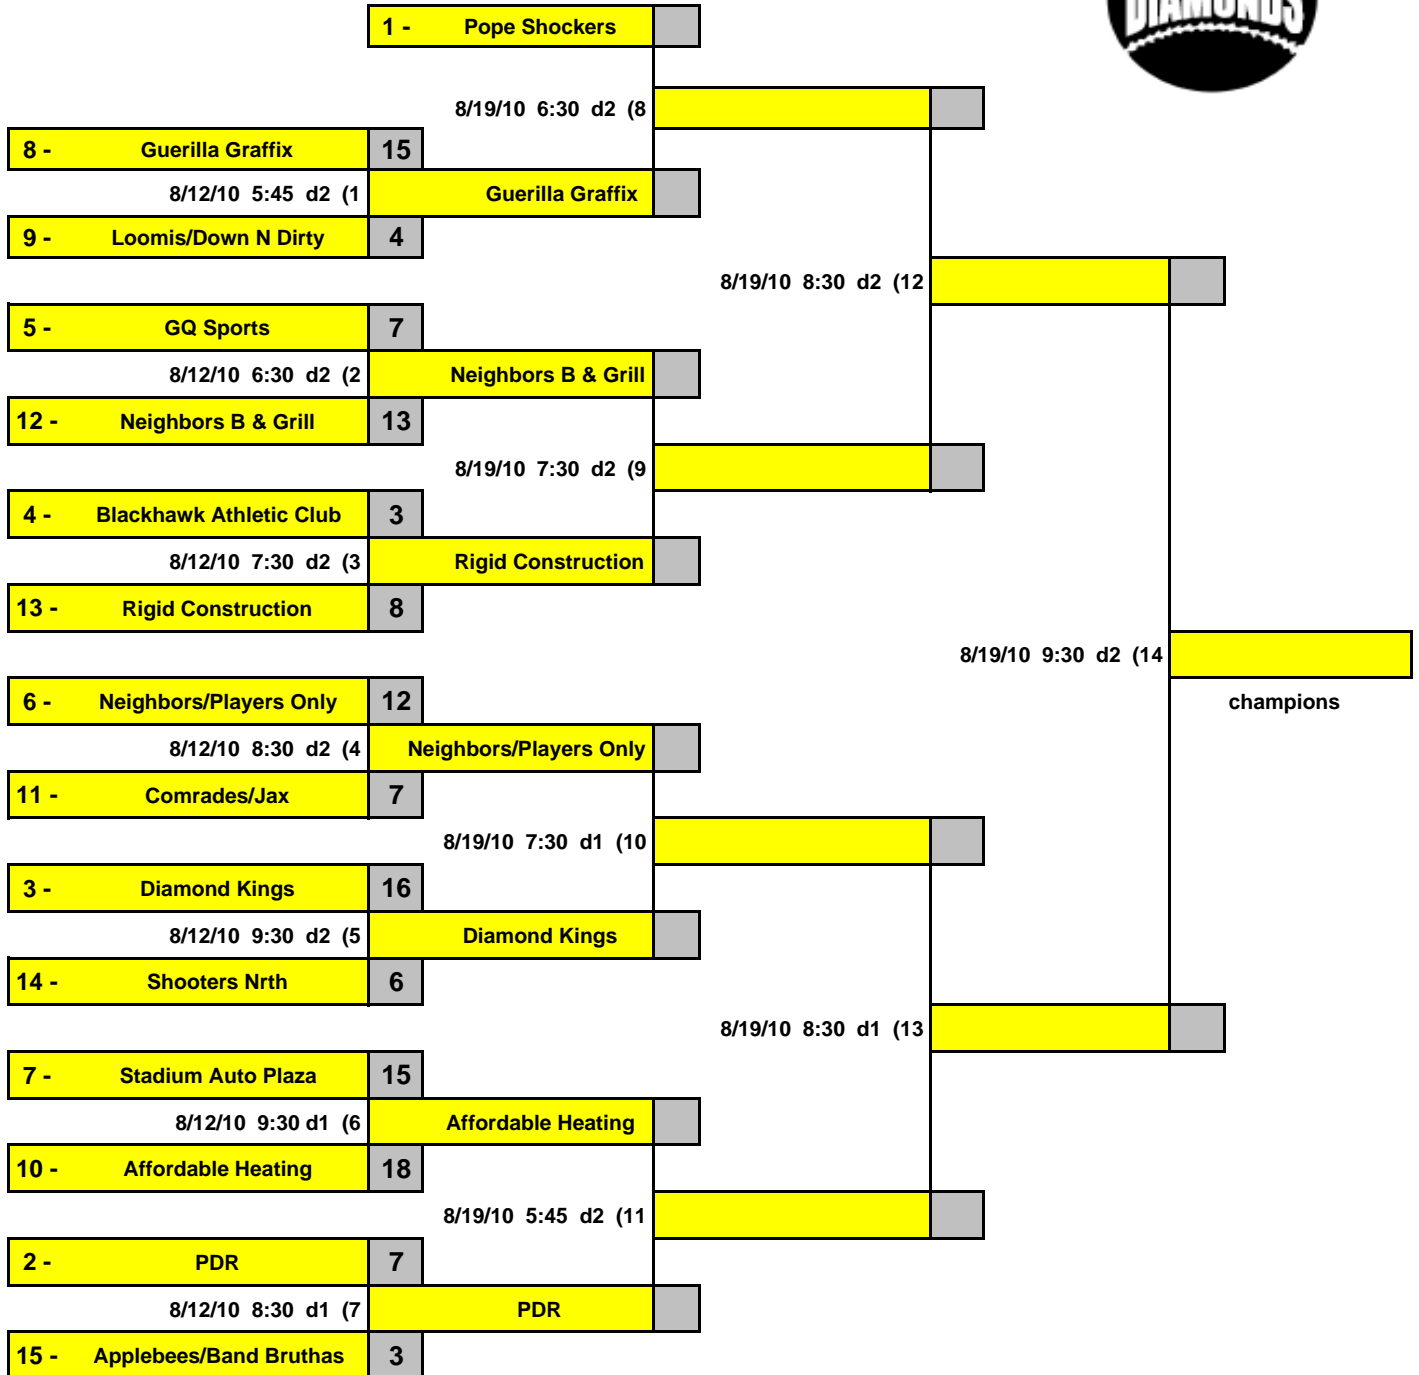 DIAMONDS
1 - Pope Shockers
8/19/10 6:30 d2 (8
8 - Guerilla Graffix 15
8/12/10 5:45 d2 (1 Guerilla Graffix
9 - Loomis/Down N Dirty 4
8/19/10 8:30 d2 (12
5 - GQ Sports 7
8/12/10 6:30 d2 (2 Neighbors B & Grill
12 - Neighbors B & Grill 13
8/19/10 7:30 d2 (9
4 - Blackhawk Athletic Club 3
8/12/10 7:30 d2 (3 Rigid Construction
13 - Rigid Construction 8
8/19/10 9:30 d2 (14
6 - Neighbors/Players Only 12
champions
8/12/10 8:30 d2 (4 Neighbors/Players Only
11 - Comrades/Jax 7
8/19/10 7:30 d1 (10
3 - Diamond Kings 16
8/12/10 9:30 d2 (5 Diamond Kings
14 - Shooters Nrth 6
8/19/10 8:30 d1 (13
7 - Stadium Auto Plaza 15
8/12/10 9:30 d1 (6 Affordable Heating
10 - Affordable Heating 18
8/19/10 5:45 d2 (11
2 - PDR 7
8/12/10 8:30 d1 (7 PDR
15 - Applebees/Band Bruthas 3